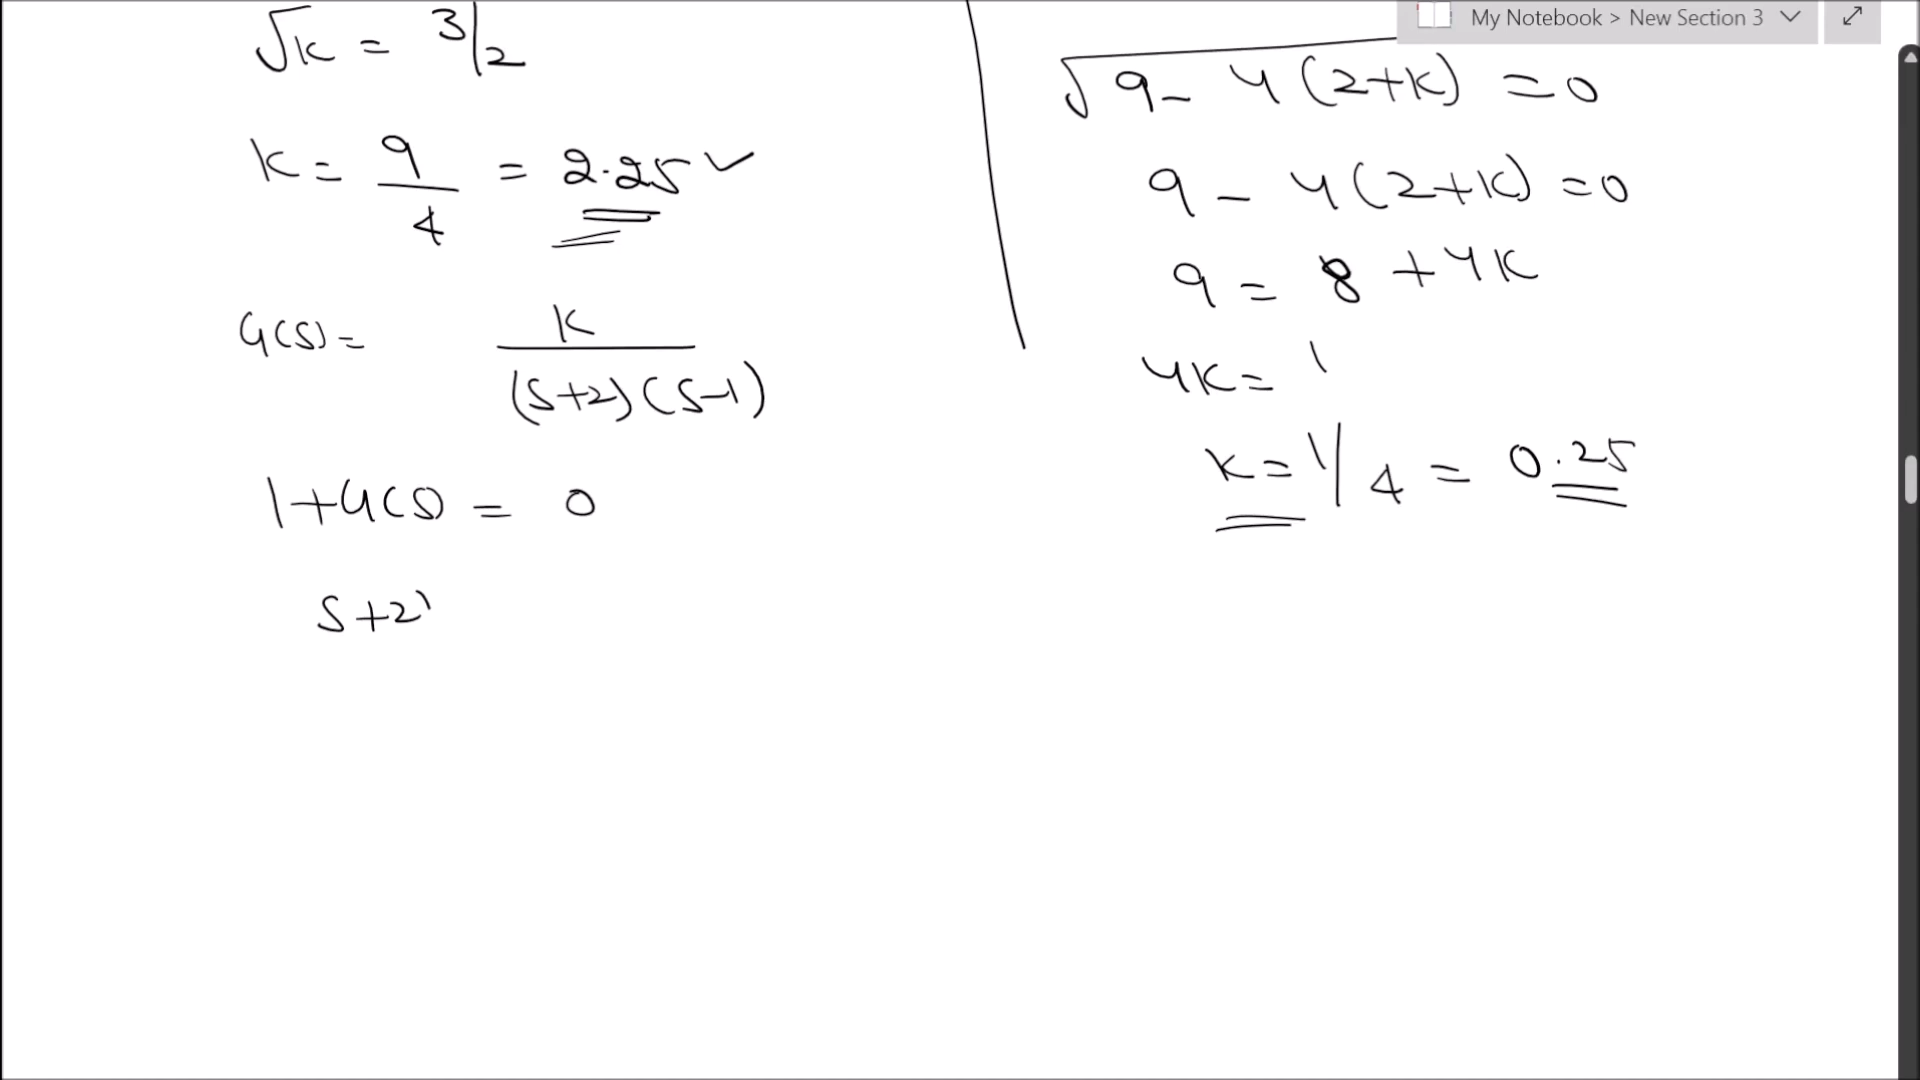 My Notebook > New Section 3
√K = 3/2
K = 9/4 = 2.25 ✓
G(S) = K/(S+2)(S-1)
1+G(S) = 0
S+2)
√9-4(2+K) = 0
9-4(2+K) = 0
9 = 8+4K
4K = 1
K = 1/4 = 0.25